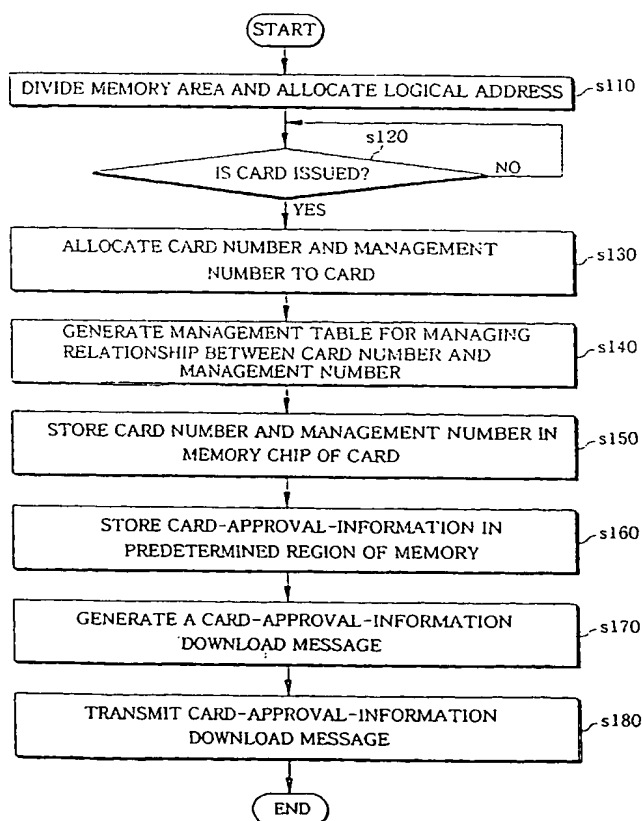 START
DIVIDE MEMORY AREA AND ALLOCATE LOGICAL ADDRESS
s110
s120
IS CARD ISSUED?
NO
YES
ALLOCATE CARD NUMBER AND MANAGEMENT
NUMBER TO CARD
s130
GENERATE MANAGEMENT TABLE FOR MANAGING
RELATIONSHIP BETWEEN CARD NUMBER AND
MANAGEMENT NUMBER
s140
STORE CARD NUMBER AND MANAGEMENT NUMBER IN
MEMORY CHIP OF CARD
s150
STORE CARD-APPROVAL-INFORMATION IN
PREDETERMINED REGION OF MEMORY
s160
GENERATE A CARD-APPROVAL-INFORMATION
DOWNLOAD MESSAGE
s170
TRANSMIT CARD-APPROVAL-INFORMATION
DOWNLOAD MESSAGE
s180
END